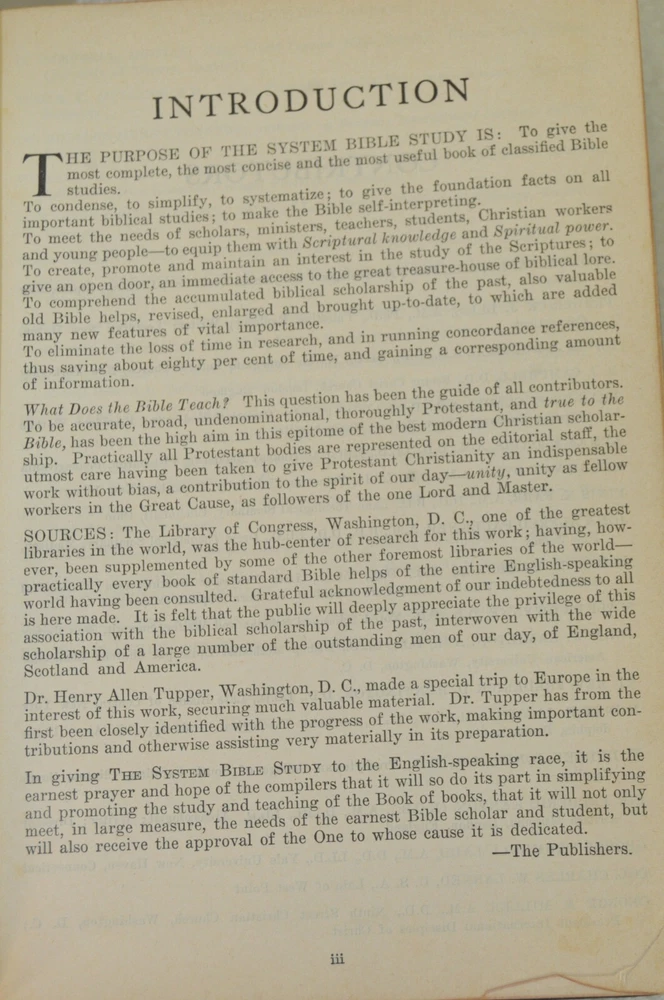 INTRODUCTION
THE PURPOSE OF THE SYSTEM BIBLE STUDY IS: To give the
most complete, the most concise and the most useful book of classified Bible
studies.
To condense, to simplify, to systematize; to give the foundation facts on all
important biblical studies; to make the Bible self-interpreting.
To meet the needs of scholars, ministers, teachers, students, Christian workers
and young people—to equip them with Scriptural knowledge and Spiritual power.
To create, promote and maintain an interest in the study of the Scriptures; to
give an open door, an immediate access to the great treasure-house of biblical lore.
To comprehend the accumulated biblical scholarship of the past, also valuable
old Bible helps, revised, enlarged and brought up-to-date, to which are added
many new features of vital importance.
To eliminate the loss of time in research, and in running concordance references,
thus saving about eighty per cent of time, and gaining a corresponding amount
of information.
What Does the Bible Teach? This question has been the guide of all contributors.
To be accurate, broad, undenominational, thoroughly Protestant, and true to the
Bible, has been the high aim in this epitome of the best modern Christian scholar-
ship. Practically all Protestant bodies are represented on the editorial staff, the
utmost care having been taken to give Protestant Christianity an indispensable
work without bias, a contribution to the spirit of our day—unity, unity as fellow
workers in the Great Cause, as followers of the one Lord and Master.
SOURCES: The Library of Congress, Washington, D. C., one of the greatest
libraries in the world, was the hub-center of research for this work; having, how-
ever, been supplemented by some of the other foremost libraries of the world—
practically every book of standard Bible helps of the entire English-speaking
world having been consulted. Grateful acknowledgment of our indebtedness to all
is here made. It is felt that the public will deeply appreciate the privilege of this
association with the biblical scholarship of the past, interwoven with the wide
scholarship of a large number of the outstanding men of our day, of England,
Scotland and America.
Dr. Henry Allen Tupper, Washington, D. C., made a special trip to Europe in the
interest of this work, securing much valuable material. Dr. Tupper has from the
first been closely identified with the progress of the work, making important con-
tributions and otherwise assisting very materially in its preparation.
In giving THE SYSTEM BIBLE STUDY to the English-speaking race, it is the
earnest prayer and hope of the compilers that it will so do its part in simplifying
and promoting the study and teaching of the Book of books, that it will not only
meet, in large measure, the needs of the earnest Bible scholar and student, but
will also receive the approval of the One to whose cause it is dedicated.
—The Publishers.
iii